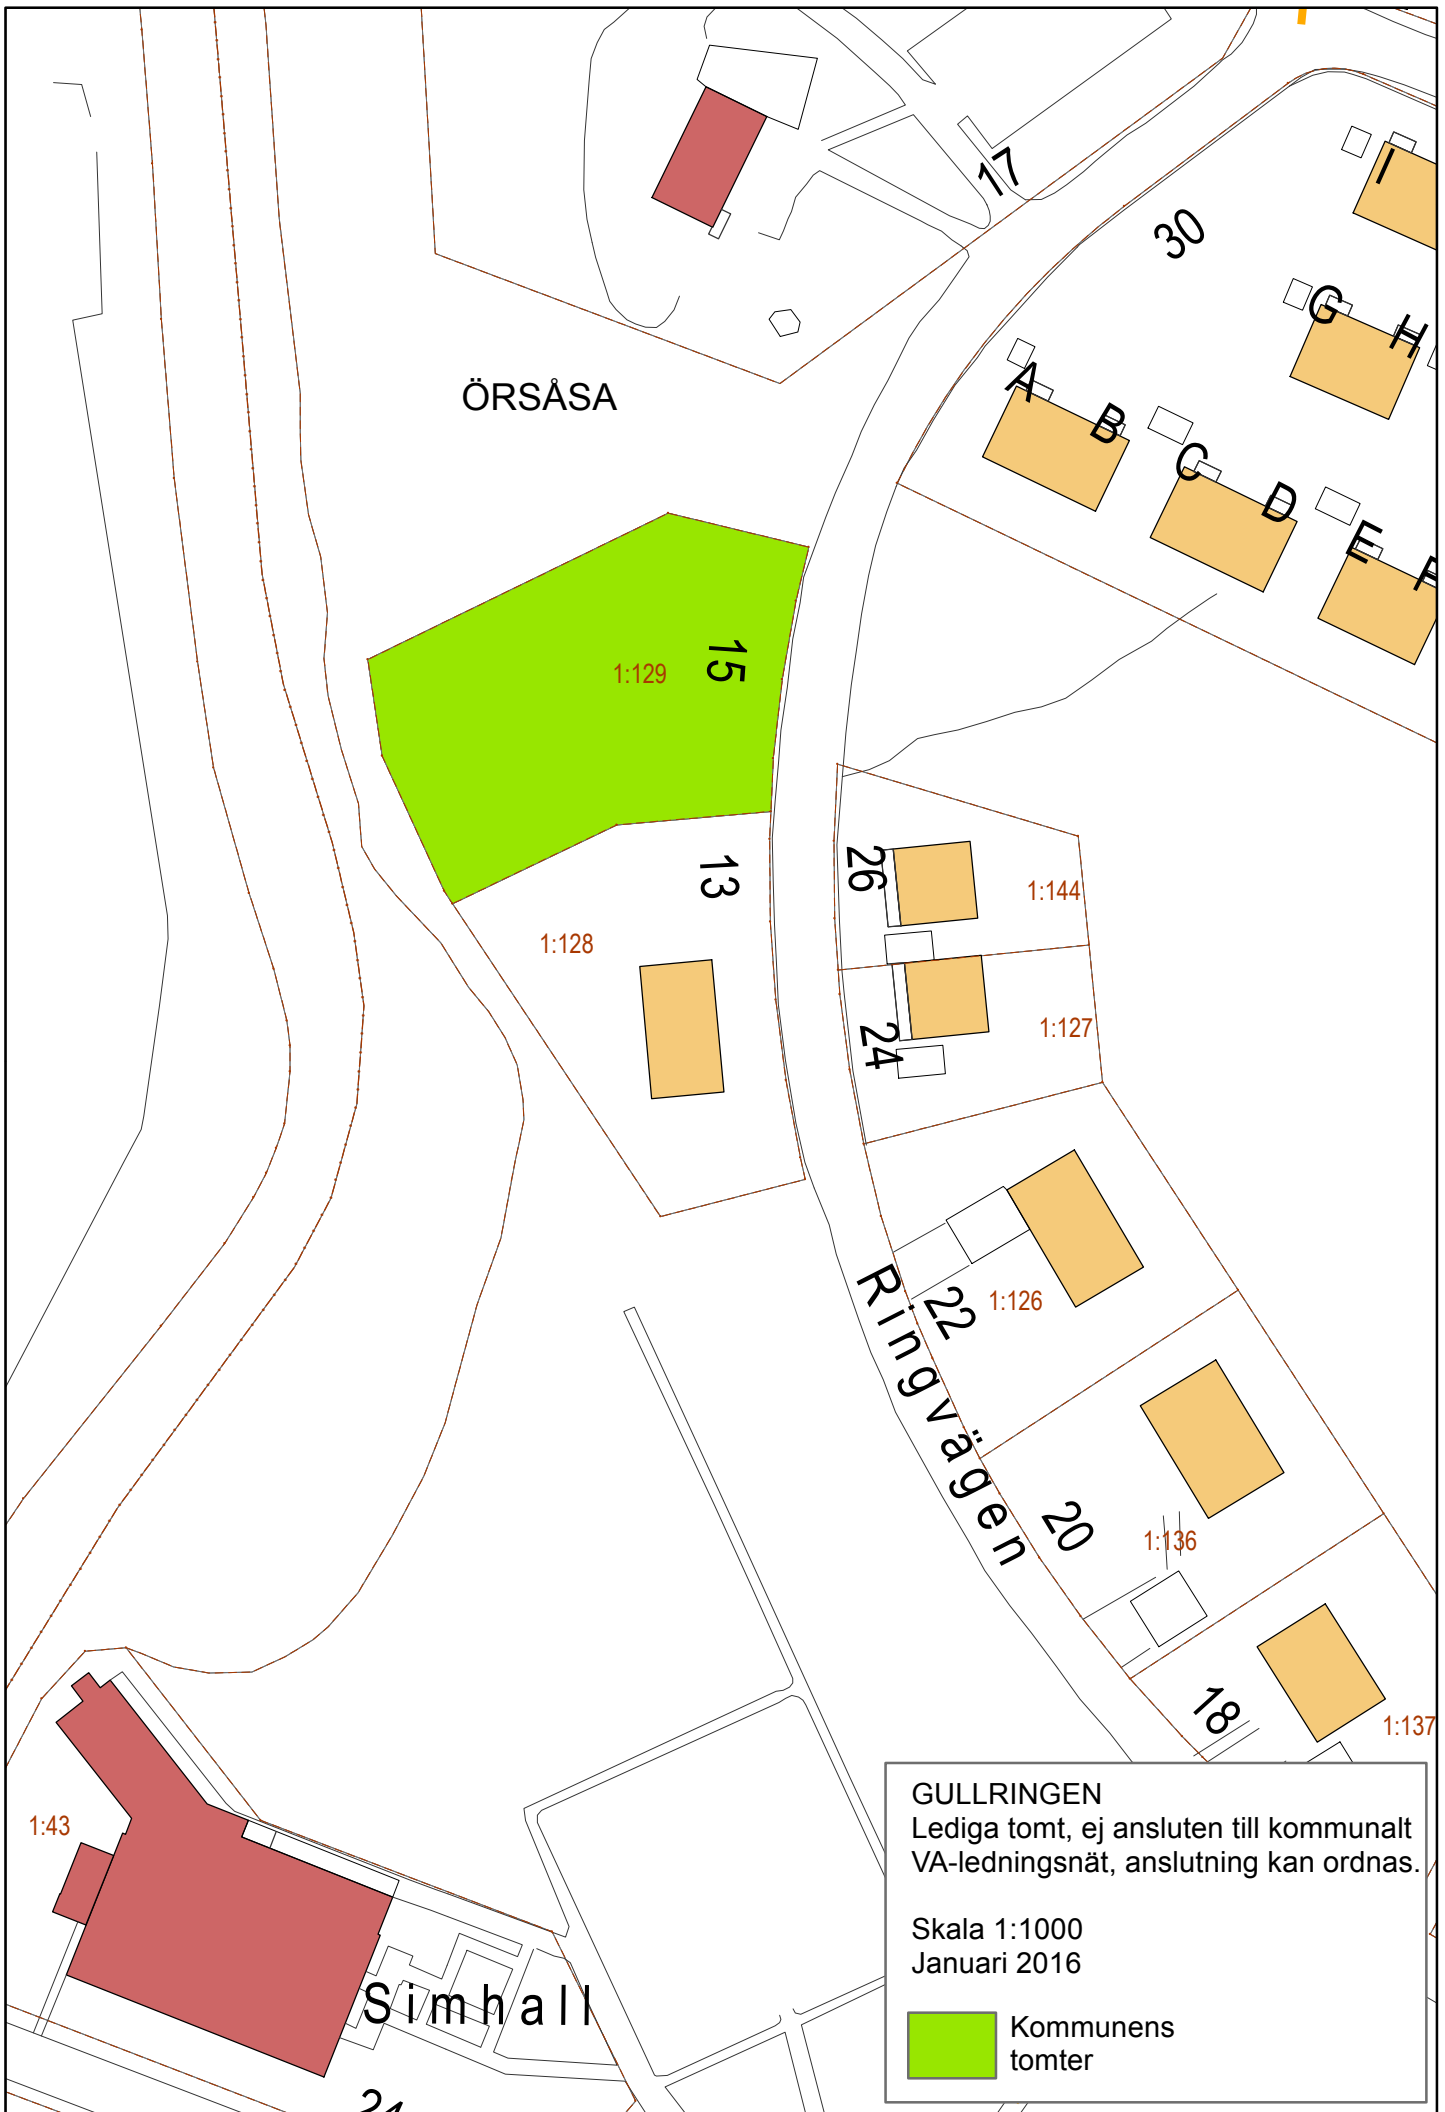 17
30
I
G
H
A
B
C
D
E
F
ÖRSÅSA
15
1:129
13
1:128
26
1:144
24
1:127
22
1:126
Ringvägen
20
1:136
18
1:137
1:43
Simhall
24
GULLRINGEN
Lediga tomt, ej ansluten till kommunalt
VA-ledningsnät, anslutning kan ordnas.
Skala 1:1000
Januari 2016
Kommunens
tomter